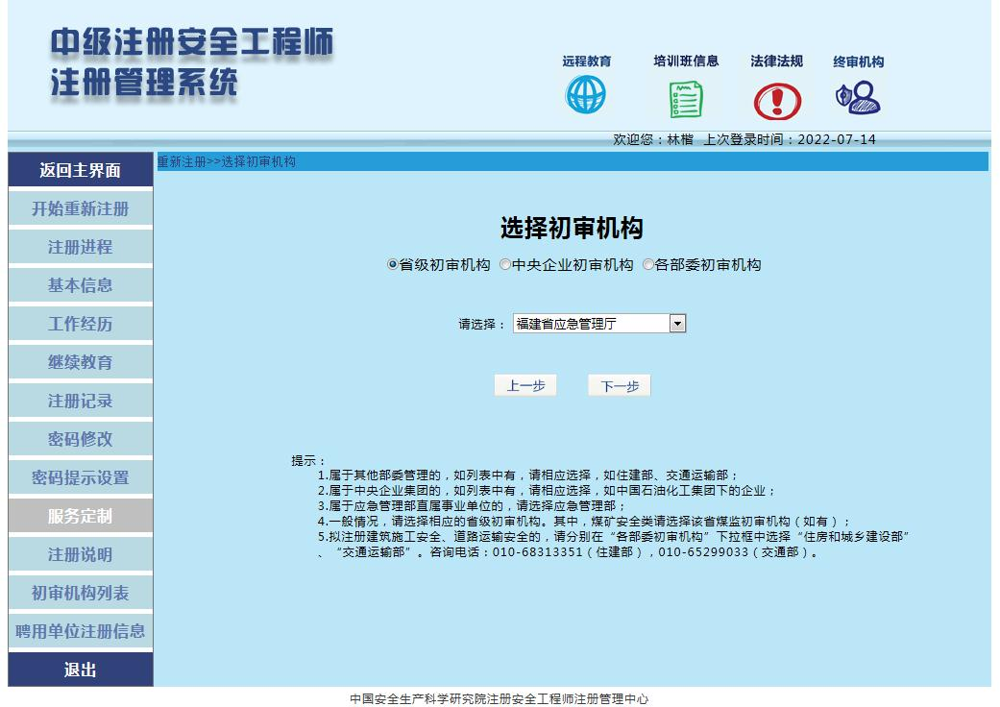 中级注册安全工程师
注册管理系统
远程教育
培训班信息
法律法规
终审机构
欢迎您：林楷 上次登录时间：2022-07-14
返回主界面
开始重新注册
注册进程
基本信息
工作经历
继续教育
注册记录
密码修改
密码提示设置
服务定制
注册说明
初审机构列表
聘用单位注册信息
退出
重新注册>>选择初审机构
选择初审机构
省级初审机构 中央企业初审机构 各部委初审机构
请选择： 福建省应急管理厅
上一步 下一步
提示：
1.属于其他部委管理的，如列表中有，请相应选择，如住建部、交通运输部；
2.属于中央企业集团的，如列表中有，请相应选择，如中国石油化工集团下的企业；
3.属于应急管理部直属事业单位的，请选择应急管理部；
4.一般情况，请选择相应的省级初审机构。其中，煤矿安全类请选择该省煤监初审机构（如有）；
5.拟注册建筑施工安全、道路运输安全的，请分别在“各部委初审机构”下拉框中选择“住房和城乡建设部”
、“交通运输部”。咨询电话：010-68313351（住建部），010-65299033（交通部）。
中国安全生产科学研究院注册安全工程师注册管理中心